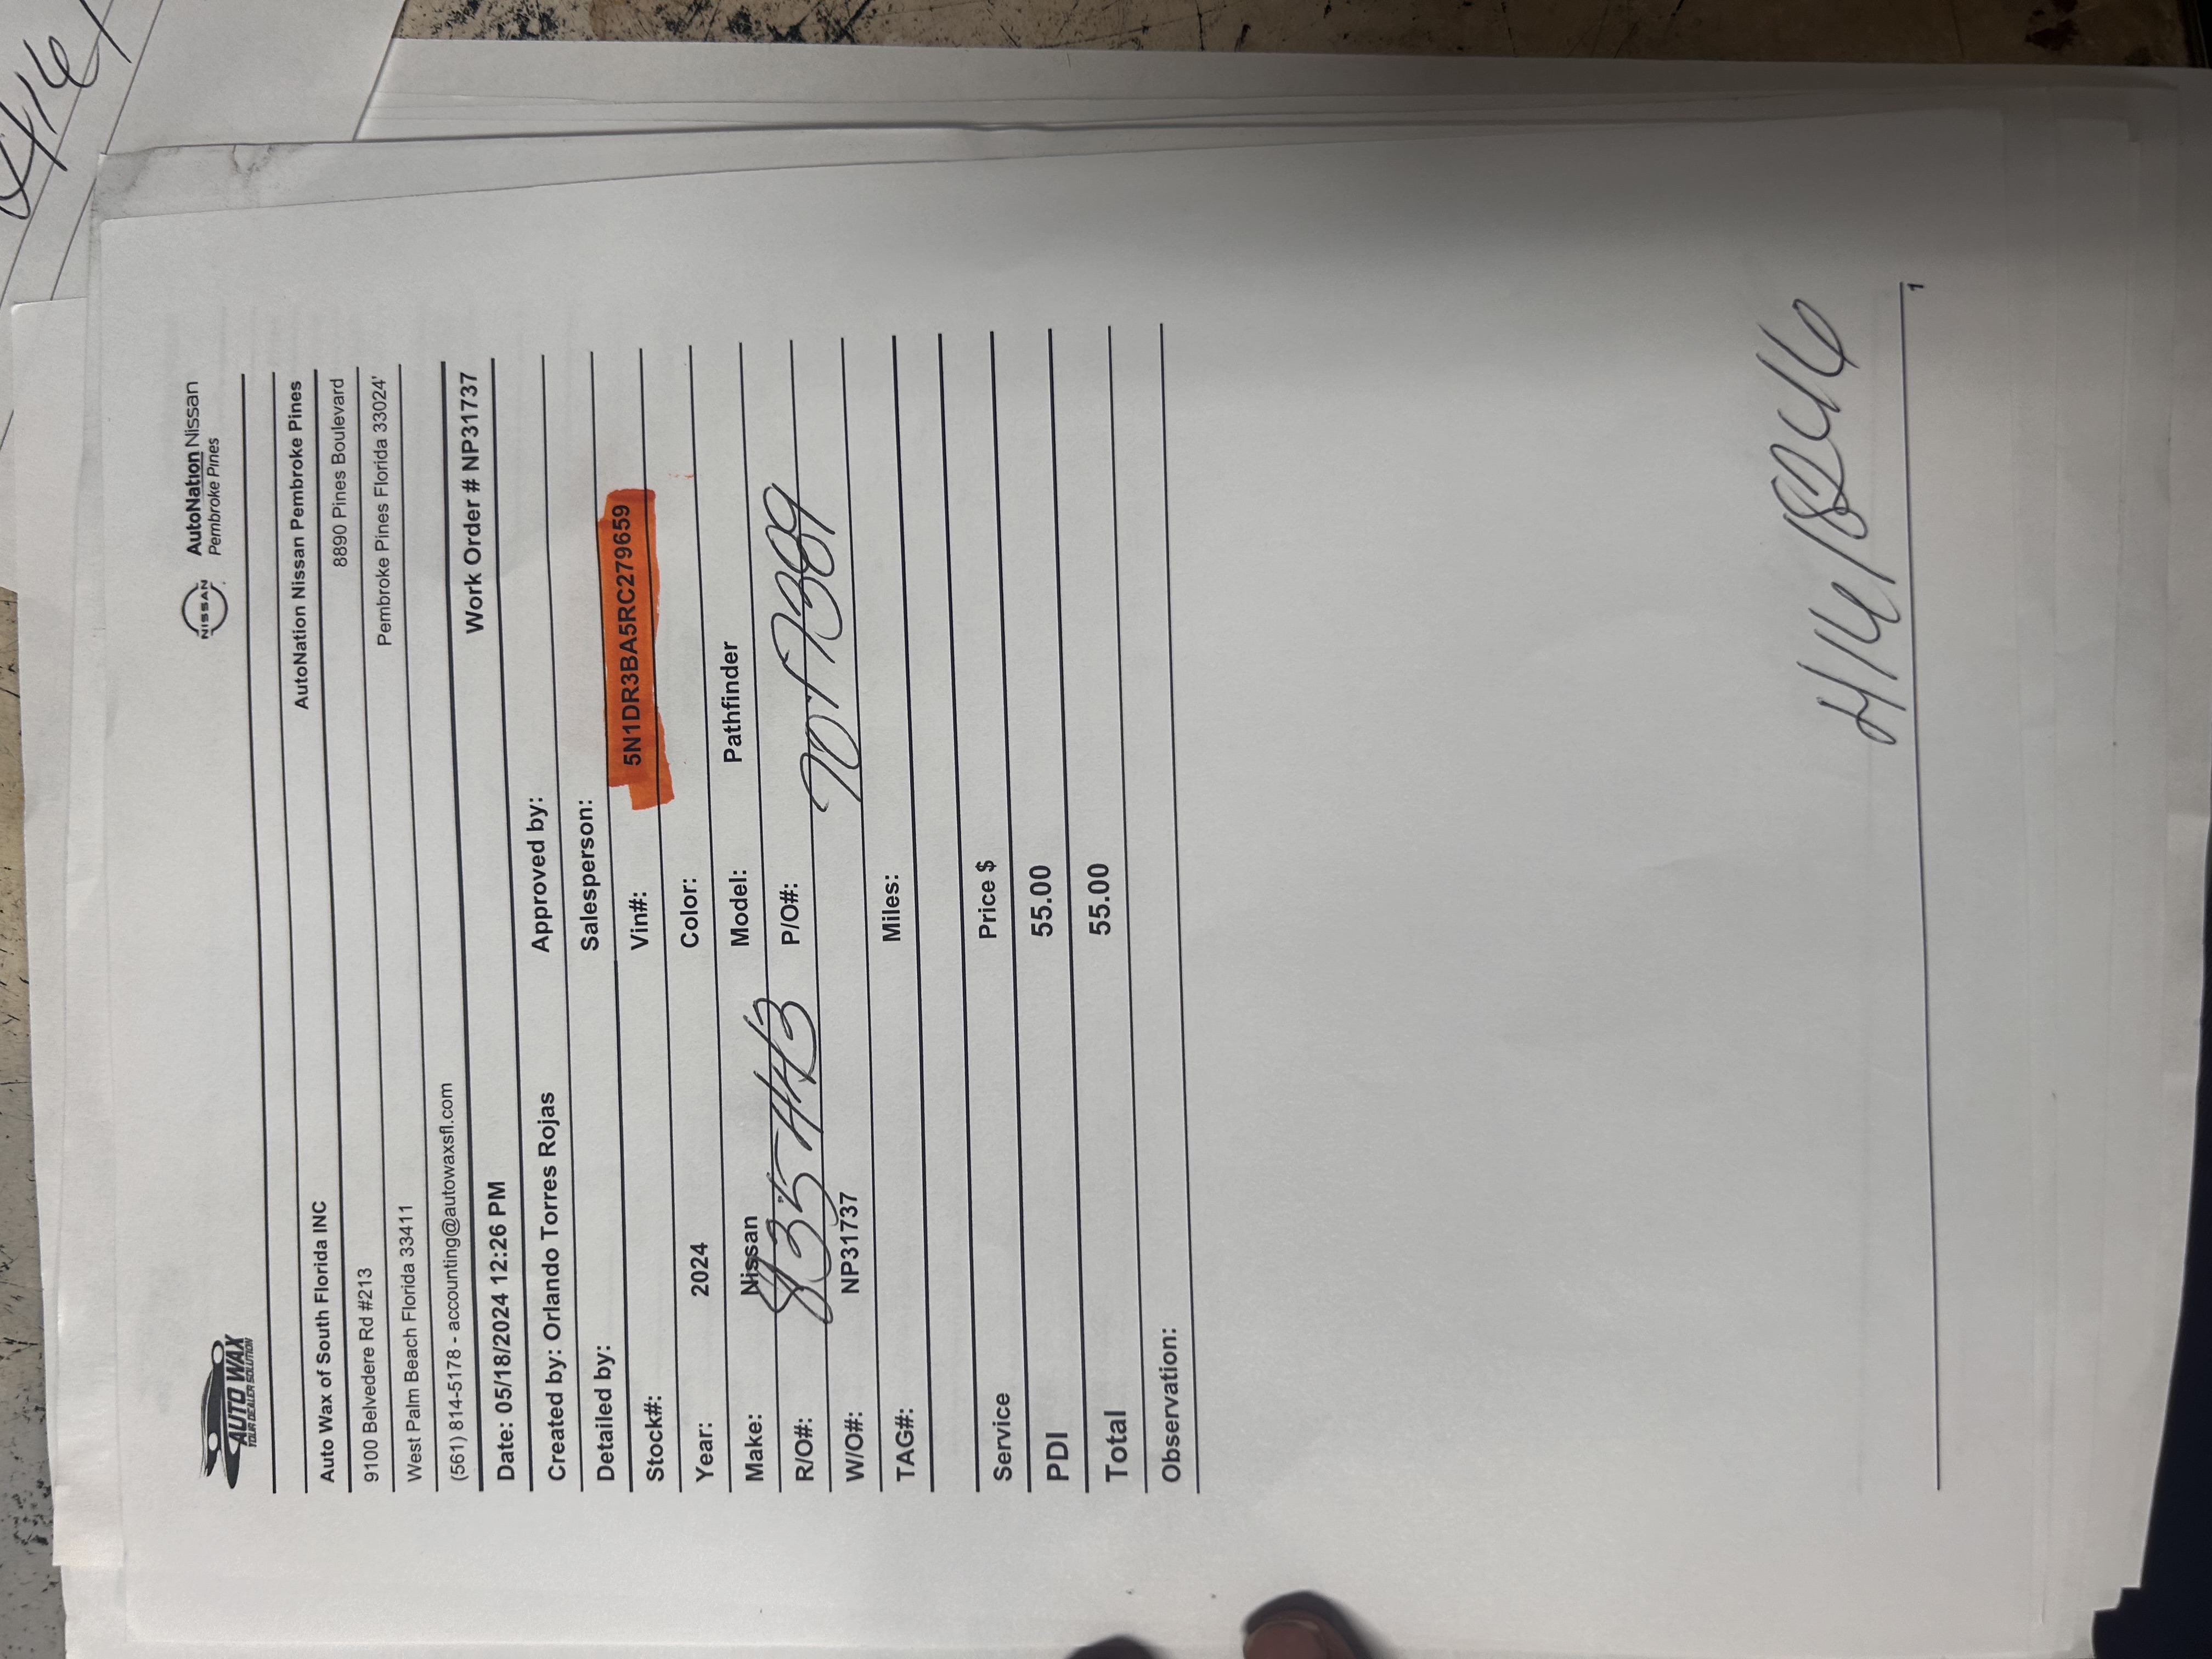 AUTO WAX
YOUR DEALER SOLUTION
NISSAN
AutoNation Nissan
Pembroke Pines
Auto Wax of South Florida INC
AutoNation Nissan Pembroke Pines
9100 Belvedere Rd #213
8890 Pines Boulevard
West Palm Beach Florida 33411
Pembroke Pines Florida 33024'
(561) 814-5178 - accounting@autowaxsfl.com
Date: 05/18/2024 12:26 PM
Work Order # NP31737
Created by: Orlando Torres Rojas
Approved by:
Detailed by:
Salesperson:
Stock#:
Vin#: 5N1DR3BA5RC279659
Year: 2024
Color:
Make: Nissan
Model: Pathfinder
R/O#:
P/O#: 7017389
W/O#: NP31737
TAG#:
Miles:
Service
Price $
PDI
55.00
Total
55.00
Observation:
1